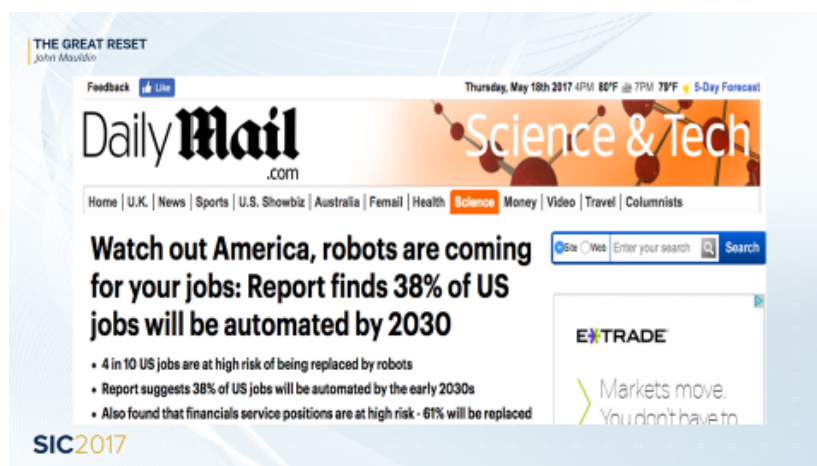 THE GREAT RESET
John Mauldin
Feedback Like
Thursday, May 18th 2017 4PM 80°F 7PM 79°F 5-Day Forecast
Daily Mail
.com
Science & Tech
Home | U.K. | News | Sports | U.S. Showbiz | Australia | Femail | Health | Science | Money | Video | Travel | Columnists
Watch out America, robots are coming
for your jobs: Report finds 38% of US
jobs will be automated by 2030
Site Web Enter your search Search
• 4 in 10 US jobs are at high risk of being replaced by robots
• Report suggests 38% of US jobs will be automated by the early 2030s
• Also found that financials service positions are at high risk - 61% will be replaced
E*TRADE
Markets move.
You don't have to
SIC2017